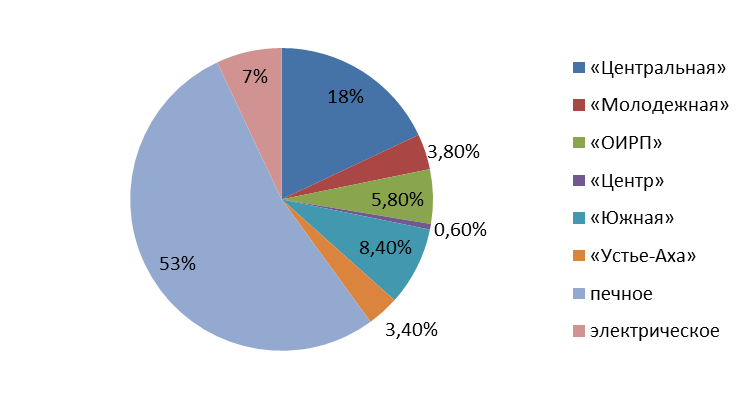 18%
3,80%
5,80%
0,60%
8,40%
3,40%
53%
7%
«Центральная»
«Молодежная»
«ОИРП»
«Центр»
«Южная»
«Устье-Аха»
печное
электрическое